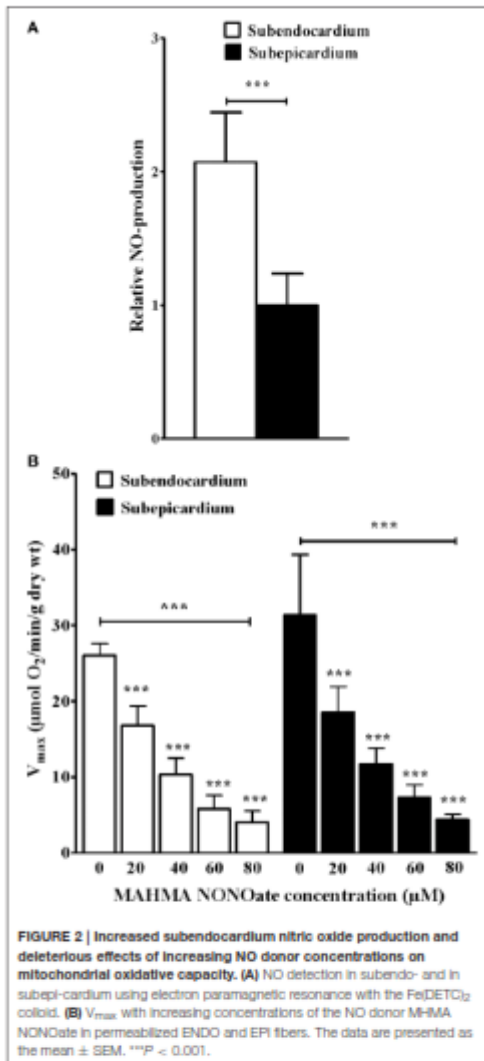 A
3
Subendocardium
Subepicardium
***
2
Relative NO-production
1
0
B
50
Subendocardium
Subepicardium
40
***
***
30
***
***
20
***
***
***
***
10
***
***
0
V max (µmol O2/min/g dry wt)
0 20 40 60 80 0 20 40 60 80
MAHMA NONOate concentration (µM)
FIGURE 2 | Increased subendocardium nitric oxide production and
deleterious effects of increasing NO donor concentrations on
mitochondrial oxidative capacity. (A) NO detection in subendo- and in
subepi-cardium using electron paramagnetic resonance with the Fe(DETC)2
colloid. (B) Vmax with increasing concentrations of the NO donor MHMA
NONOate in permeabilized ENDO and EPI fibers. The data are presented as
the mean ± SEM. ***P < 0.001.